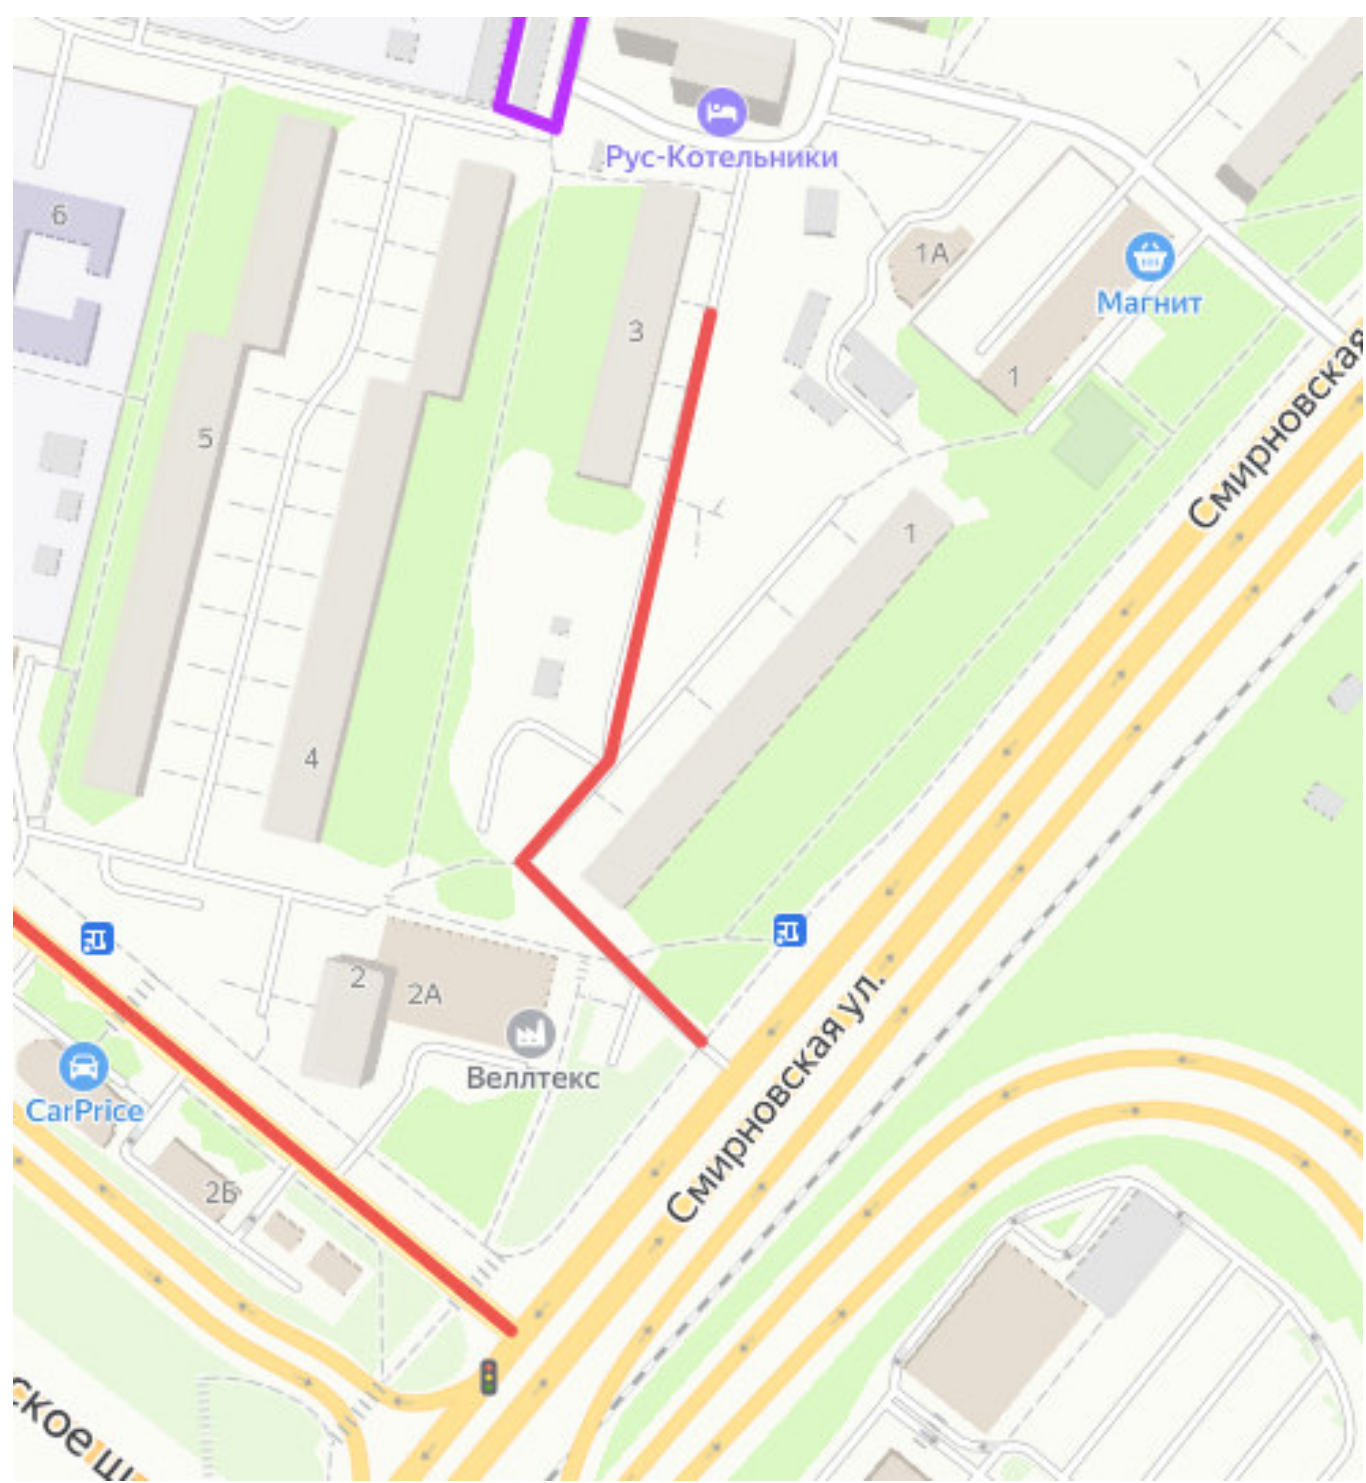 Рус-Котельники
6
1А
Магнит
3
1
5
Смирновская
1
4
2
2А
Веллтекс
Смирновская ул.
CarPrice
2Б
ское ш